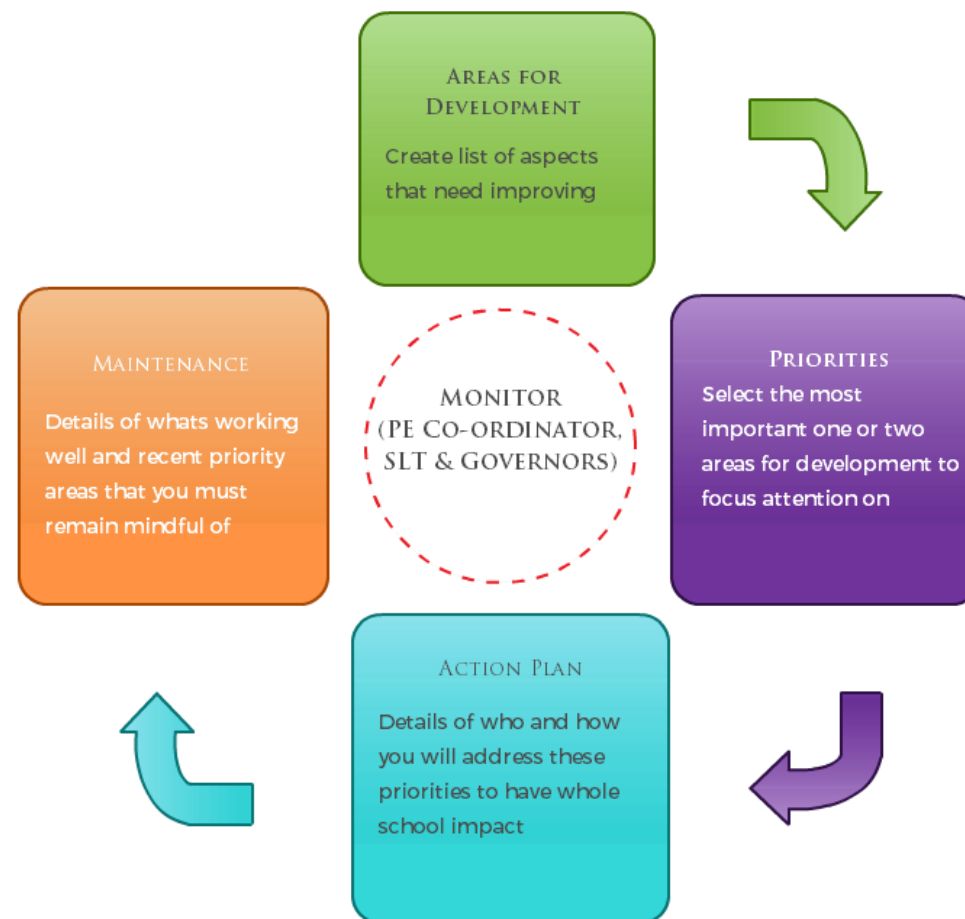 AREAS FOR
DEVELOPMENT
Create list of aspects
that need improving
PRIORITIES
Select the most
important one or two
areas for development to
focus attention on
ACTION PLAN
Details of who and how
you will address these
priorities to have whole
school impact
MAINTENANCE
Details of whats working
well and recent priority
areas that you must
remain mindful of
MONITOR
(PE CO-ORDINATOR,
SLT & GOVERNORS)